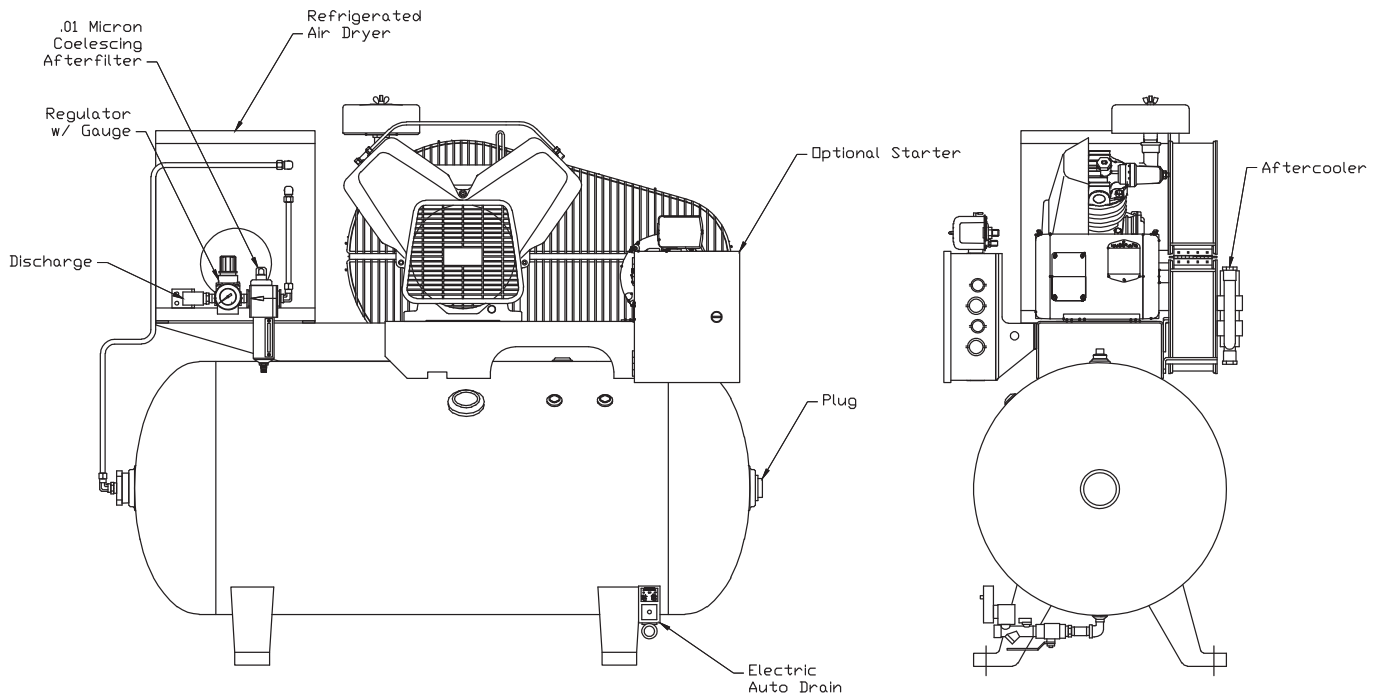 Refrigerated
Air Dryer
.01 Micron
Coelescing
Afterfilter
Regulator
w/ Gauge
Optional Starter
Aftercooler
Discharge
Plug
Electric
Auto Drain